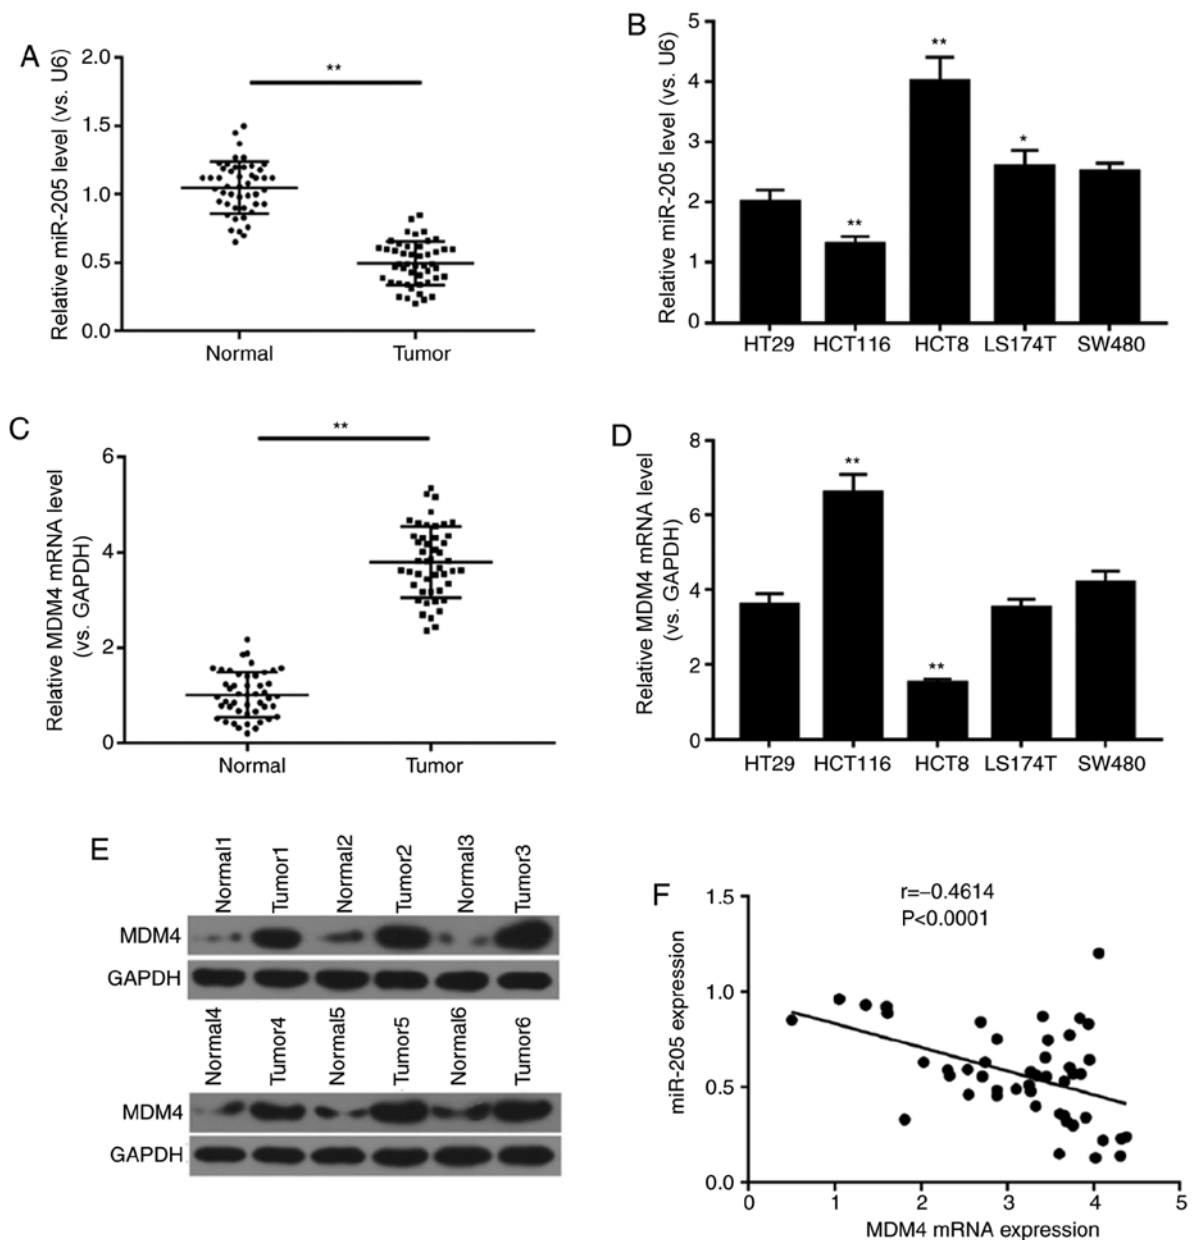 A
Relative miR-205 level (vs. U6)
2.0
1.5
1.0
0.5
0.0
**
Normal
Tumor
B
Relative miR-205 level (vs. U6)
5
4
3
2
1
0
**
**
*
HT29
HCT116
HCT8
LS174T
SW480
C
Relative MDM4 mRNA level
(vs. GAPDH)
6
4
2
0
**
Normal
Tumor
D
Relative MDM4 mRNA level
(vs. GAPDH)
8
6
4
2
0
**
**
HT29
HCT116
HCT8
LS174T
SW480
E
Normal1
Tumor1
Normal2
Tumor2
Normal3
Tumor3
MDM4
GAPDH
Normal4
Tumor4
Normal5
Tumor5
Normal6
Tumor6
MDM4
GAPDH
F
r=−0.4614
P<0.0001
miR-205 expression
1.5
1.0
0.5
0.0
0
1
2
3
4
5
MDM4 mRNA expression